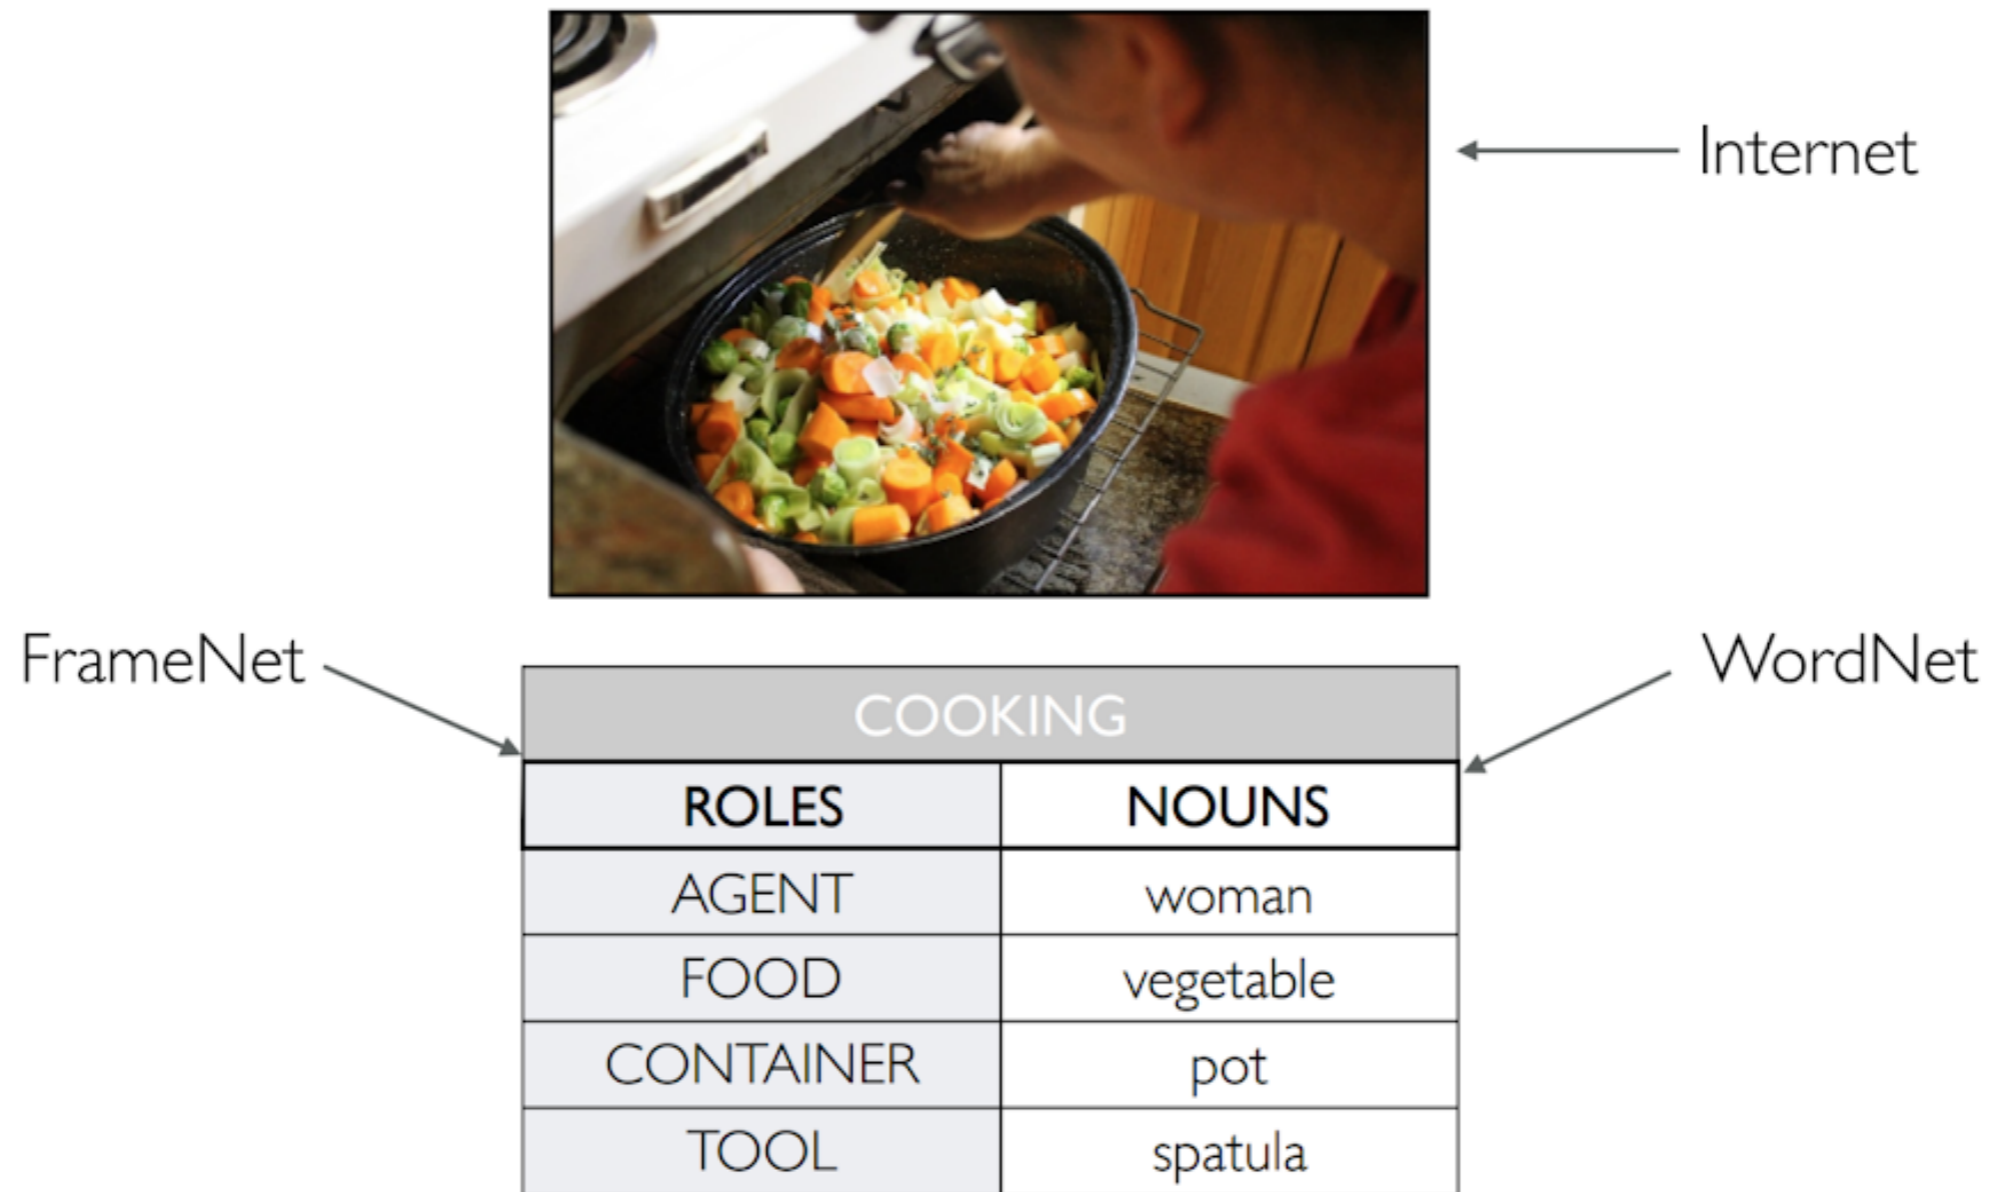 Internet
FrameNet
WordNet
COOKING
ROLES NOUNS
AGENT woman
FOOD vegetable
CONTAINER pot
TOOL spatula